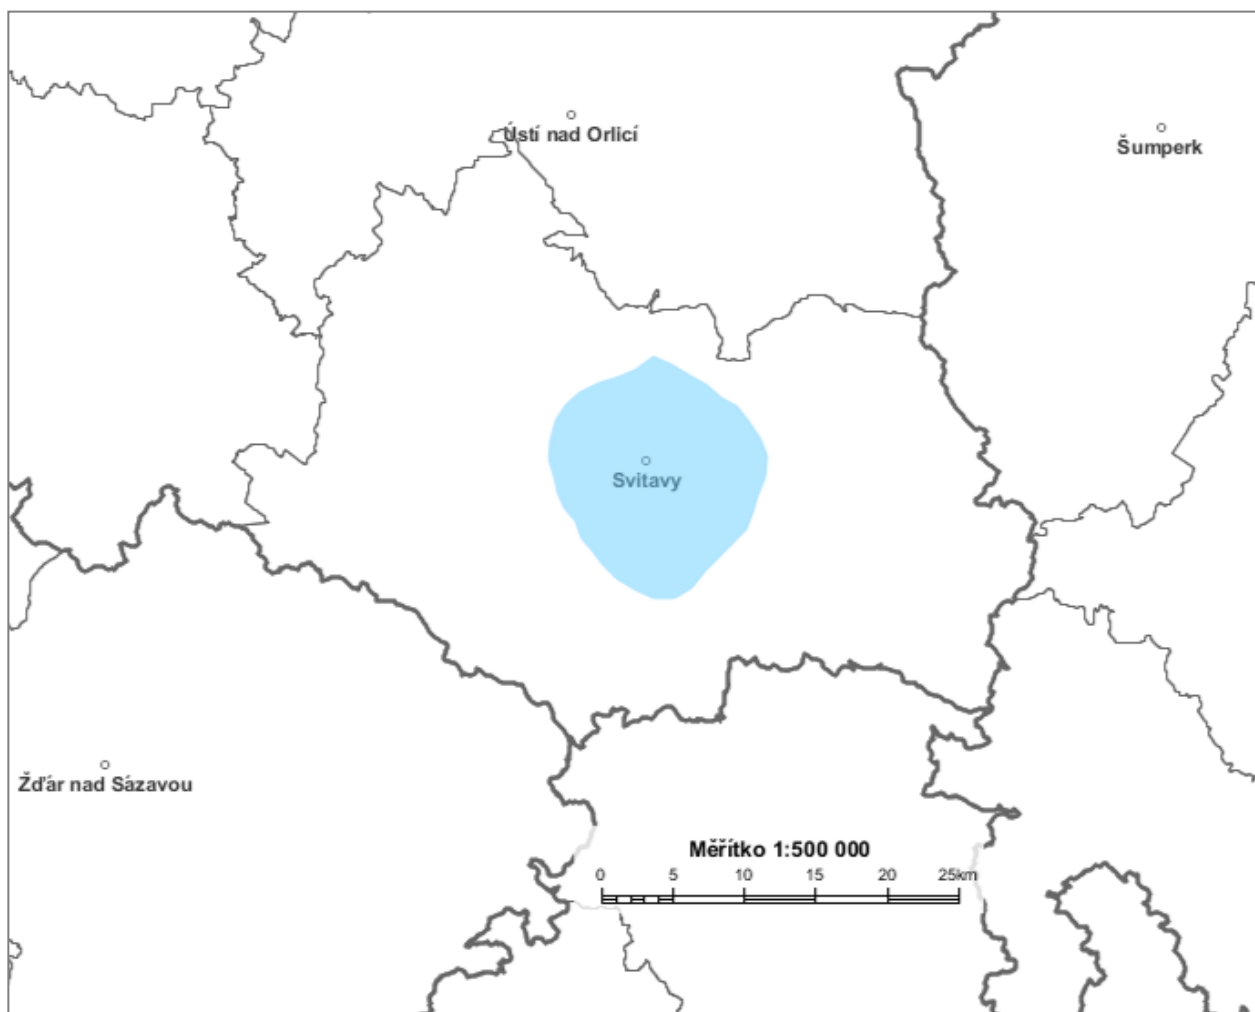 Ústí nad Orlicí
Šumperk
Svitavy
Žďár nad Sázavou
Měřítko 1:500 000
0 5 10 15 20 25km